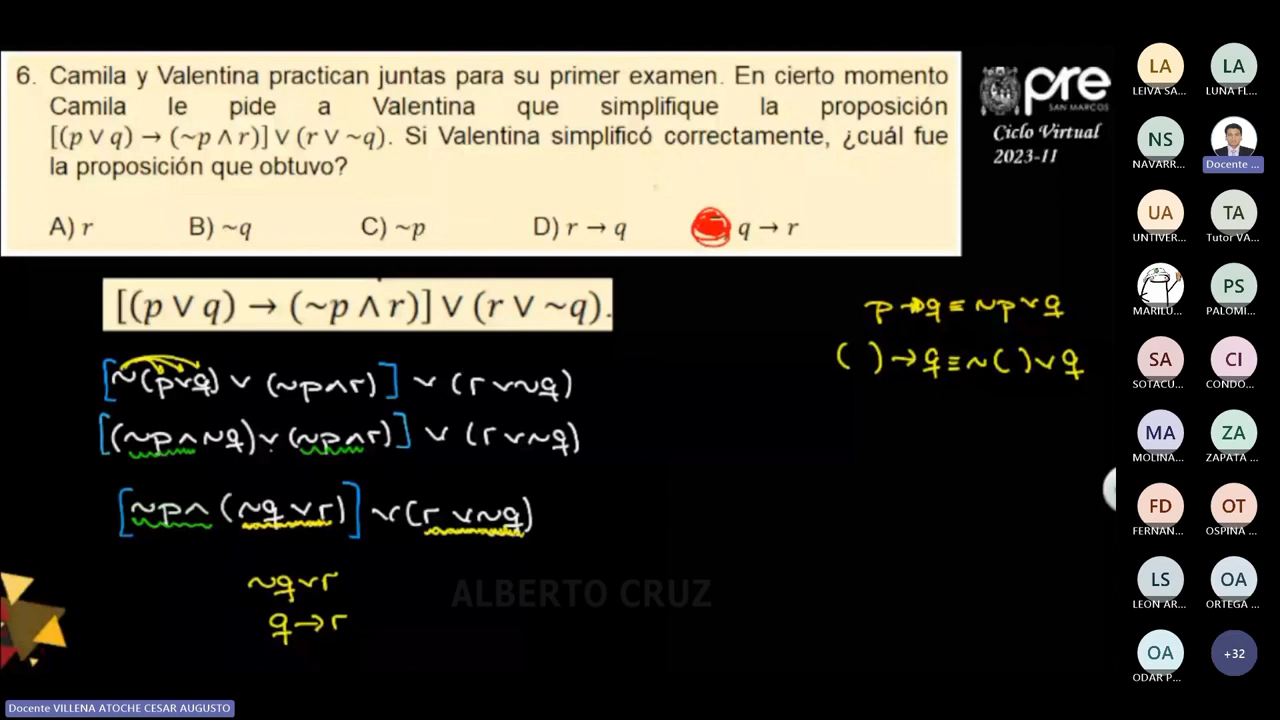 6. Camila y Valentina practican juntas para su primer examen. En cierto momento
Camila le pide a Valentina que simplifique la proposición
[(p ∨ q) → (~p ∧ r)] ∨ (r ∨ ~q). Si Valentina simplificó correctamente, ¿cuál fue
la proposición que obtuvo?
A) r B) ~q C) ~p D) r → q q → r
pre
SAN MARCOS
Ciclo Virtual
2023-II
[(p ∨ q) → (~p ∧ r)] ∨ (r ∨ ~q).
p → q ≡ ~p ∨ q
( ) → q ≡ ~( ) ∨ q
[~(p ∨ q) ∨ (~p ∧ r)] ∨ (r ∨ ~q)
[(~p ∧ ~q) ∨ (~p ∧ r)] ∨ (r ∨ ~q)
[~p ∧ (~q ∨ r)] ∨ (r ∨ ~q)
~q ∨ r
q → r
ALBERTO CRUZ
LA LA
LEIVA SA... LUNA FL...
NS
NAVARR... Docente ...
UA TA
UNTIVER... Tutor VA...
PS
MARILÚ... PALOMI...
SA CI
SOTACU... CONDO...
MA ZA
MOLINA... ZAPATA ...
FD OT
FERNAN... OSPINA ...
LS OA
LEON AR... ORTEGA ...
OA +32
ODAR P...
Docente VILLENA ATOCHE CESAR AUGUSTO